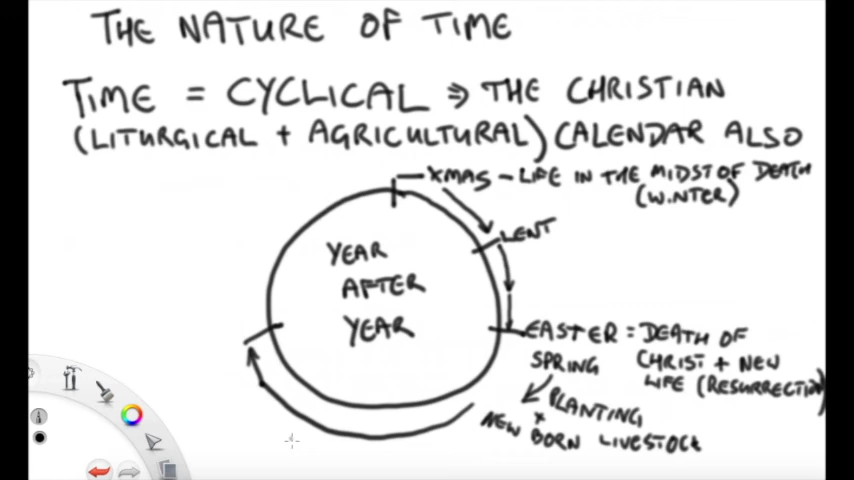 THE NATURE OF TIME
TIME = CYCLICAL ⇒ THE CHRISTIAN
(LITURGICAL + AGRICULTURAL) CALENDAR ALSO
XMAS - LIFE IN THE MIDST OF DEATH
(WINTER)
LENT
YEAR
AFTER
YEAR
EASTER = DEATH OF
SPRING CHRIST + NEW
LIFE (RESURRECTION)
PLANTING
+
NEW BORN LIVESTOCK